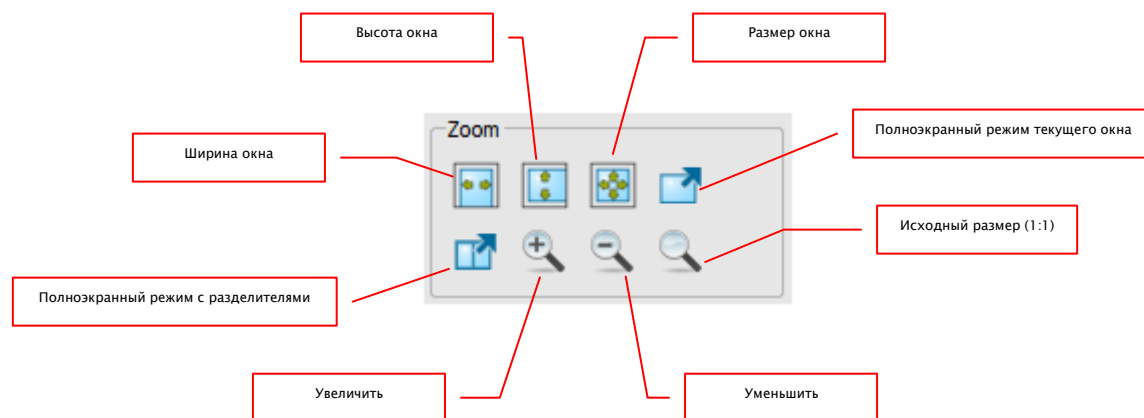 Высота окна
Размер окна
Zoom
Полноэкранный режим текущего окна
Ширина окна
Исходный размер (1:1)
Полноэкранный режим с разделителями
Увеличить
Уменьшить